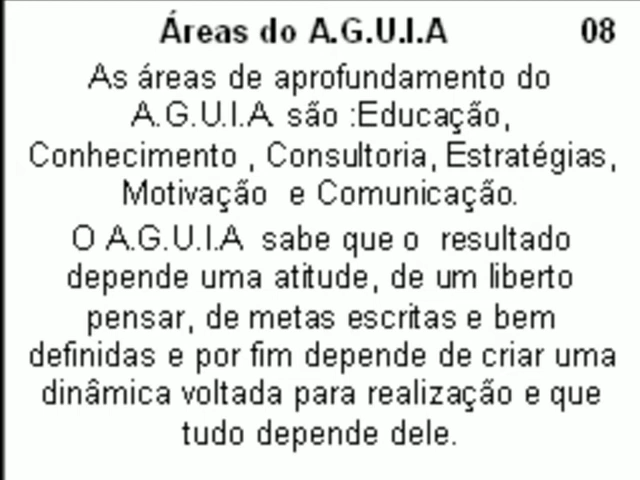 Áreas do A.G.U.I.A 08
As áreas de aprofundamento do
A.G.U.I.A são :Educação,
Conhecimento , Consultoria, Estratégias,
Motivação e Comunicação.
O A.G.U.I.A sabe que o resultado
depende uma atitude, de um liberto
pensar, de metas escritas e bem
definidas e por fim depende de criar uma
dinâmica voltada para realização e que
tudo depende dele.